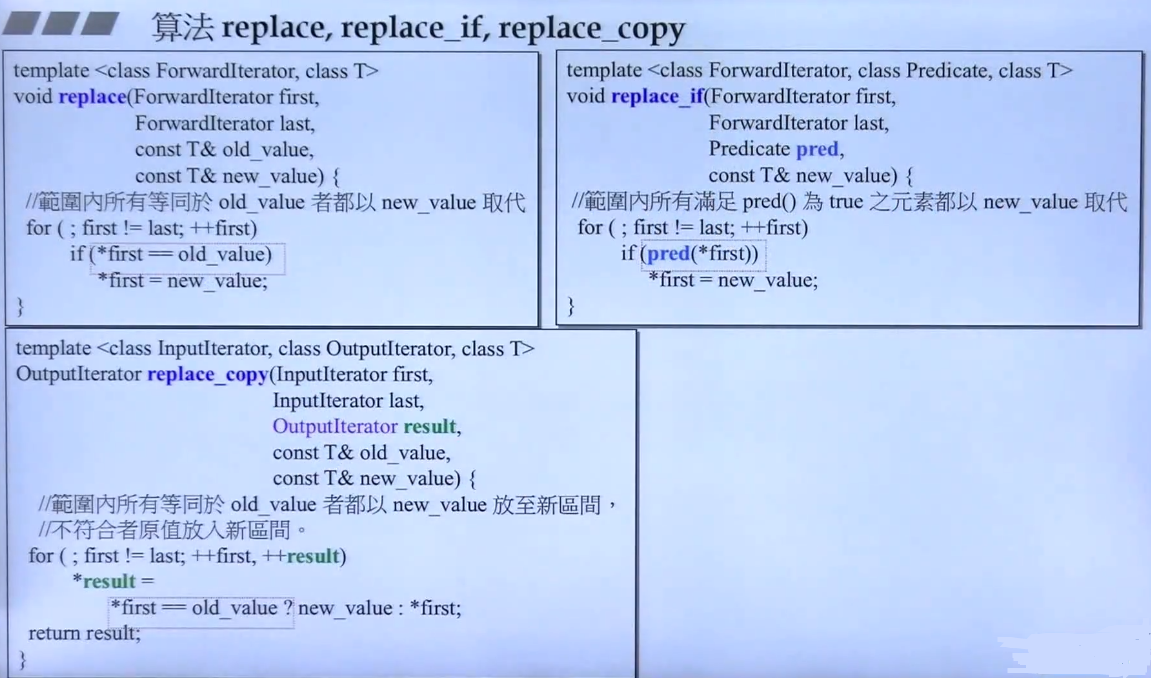 算法 replace, replace_if, replace_copy
template <class ForwardIterator, class T>
void replace(ForwardIterator first,
ForwardIterator last,
const T& old_value,
const T& new_value) {
//範圍內所有等同於 old_value 者都以 new_value 取代
for ( ; first != last; ++first)
if (*first == old_value)
*first = new_value;
}
template <class ForwardIterator, class Predicate, class T>
void replace_if(ForwardIterator first,
ForwardIterator last,
Predicate pred,
const T& new_value) {
//範圍內所有滿足 pred() 為 true 之元素都以 new_value 取代
for ( ; first != last; ++first)
if (pred(*first))
*first = new_value;
}
template <class InputIterator, class OutputIterator, class T>
OutputIterator replace_copy(InputIterator first,
InputIterator last,
OutputIterator result,
const T& old_value,
const T& new_value) {
//範圍內所有等同於 old_value 者都以 new_value 放至新區間，
//不符合者原值放入新區間。
for ( ; first != last; ++first, ++result)
*result =
*first == old_value ? new_value : *first;
return result;
}